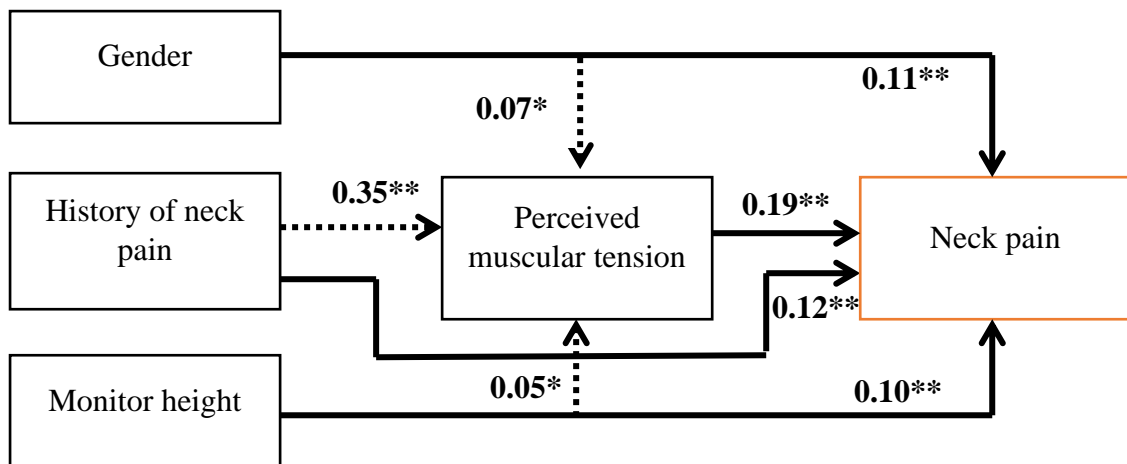 Gender
0.11**
0.07*
History of neck
pain
0.35**
Perceived
muscular tension
0.19**
Neck pain
0.12**
Monitor height
0.05*
0.10**